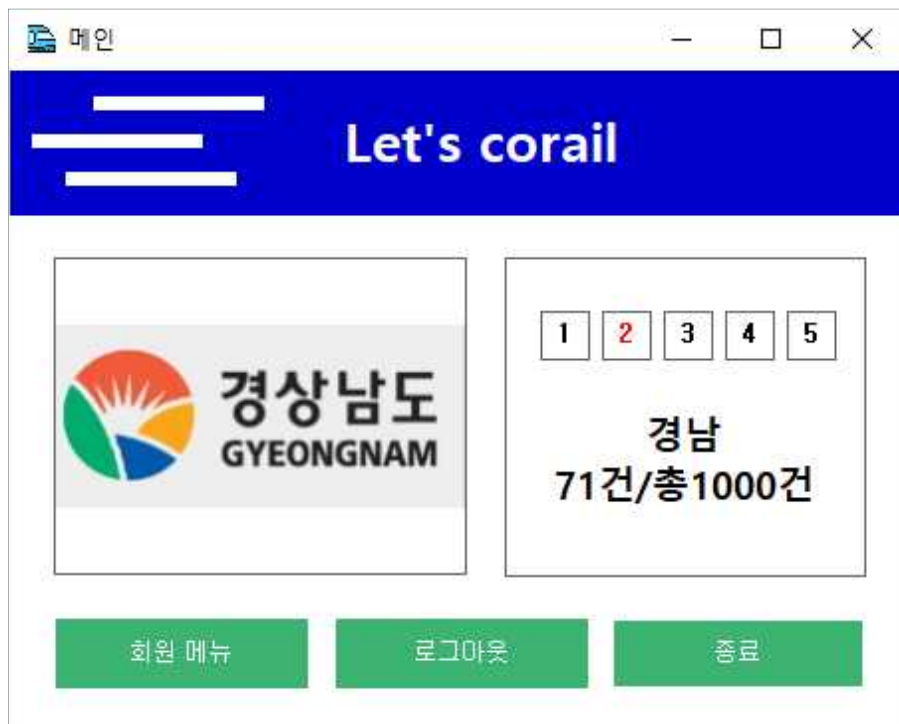 메인
Let's corail
경상남도
GYEONGNAM
1 2 3 4 5
경남
71건/총1000건
회원 메뉴
로그아웃
종료